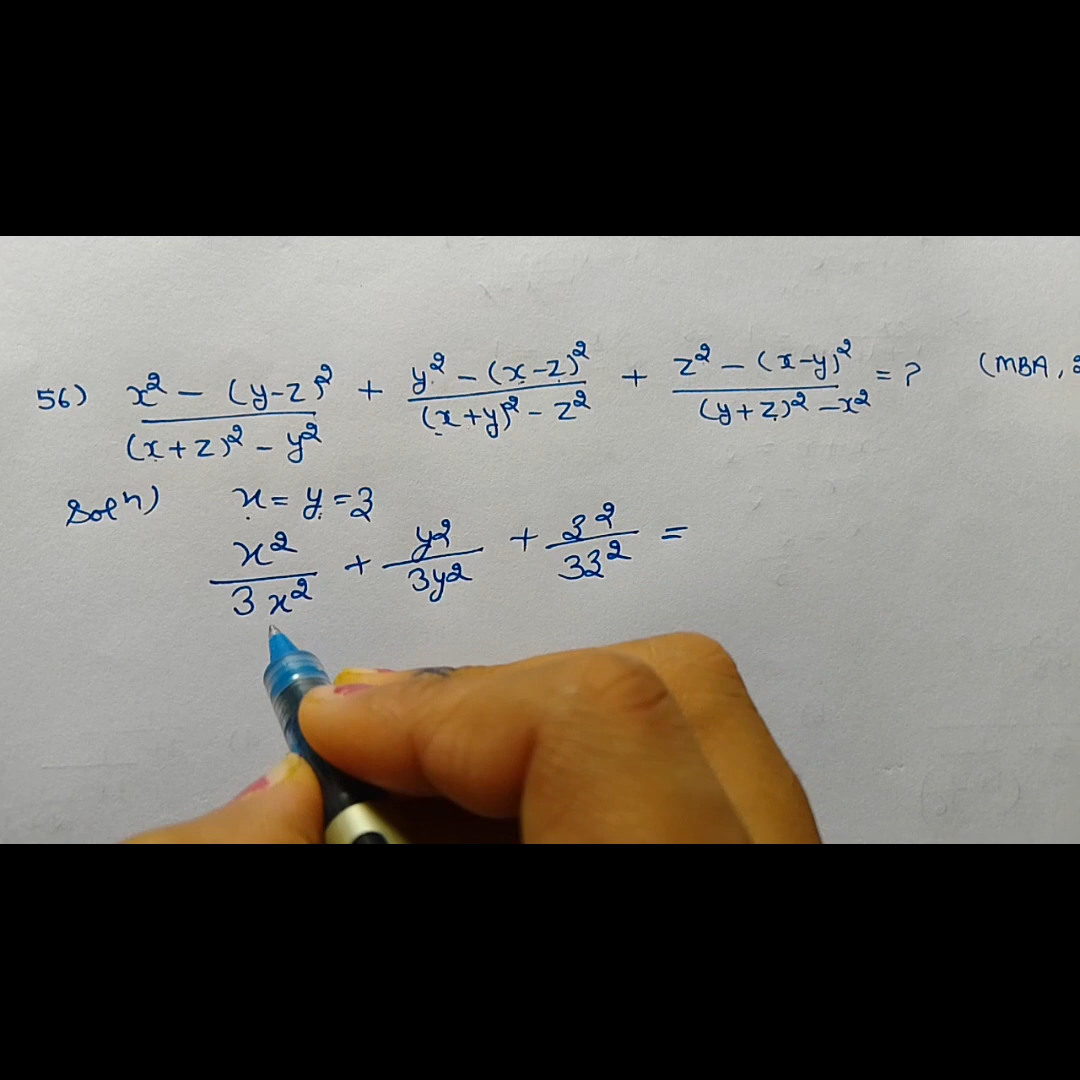 56) x² - (y-z)² / (x+z)² - y² + y² - (x-z)² / (x+y)² - z² + z² - (x-y)² / (y+z)² - x² = ? (MBA,
Solⁿ) x = y = z
x² / 3x² + y² / 3y² + z² / 3z² =